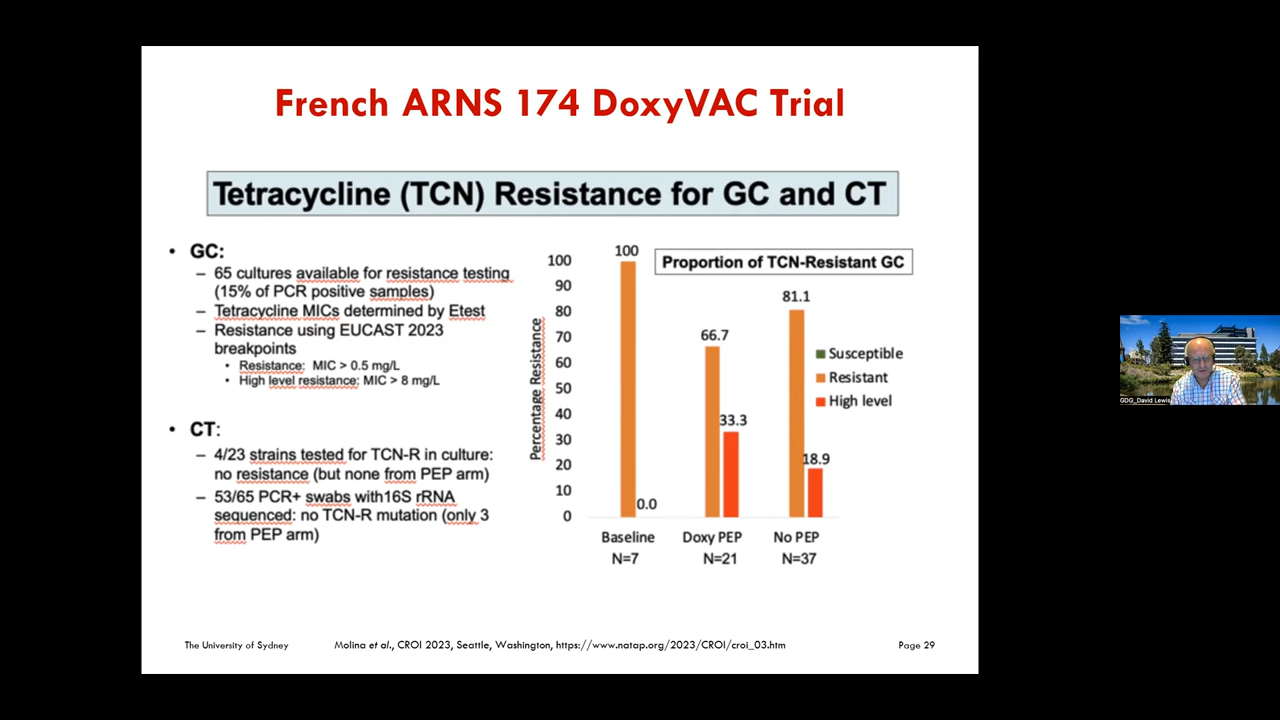 French ARNS 174 DoxyVAC Trial
Tetracycline (TCN) Resistance for GC and CT
• GC:
– 65 cultures available for resistance testing
(15% of PCR positive samples)
– Tetracycline MICs determined by Etest
– Resistance using EUCAST 2023
breakpoints
• Resistance: MIC > 0.5 mg/L
• High level resistance: MIC > 8 mg/L
• CT:
– 4/23 strains tested for TCN-R in culture:
no resistance (but none from PEP arm)
– 53/65 PCR+ swabs with16S rRNA
sequenced: no TCN-R mutation (only 3
from PEP arm)
Proportion of TCN-Resistant GC
Percentage Resistance
100
90
80
70
60
50
40
30
20
10
0
100
0.0
66.7
33.3
81.1
18.9
Susceptible
Resistant
High level
Baseline
N=7
Doxy PEP
N=21
No PEP
N=37
The University of Sydney
Molina et al., CROI 2023, Seattle, Washington, https://www.natap.org/2023/CROI/croi_03.htm
Page 29
GDG_David Lewis